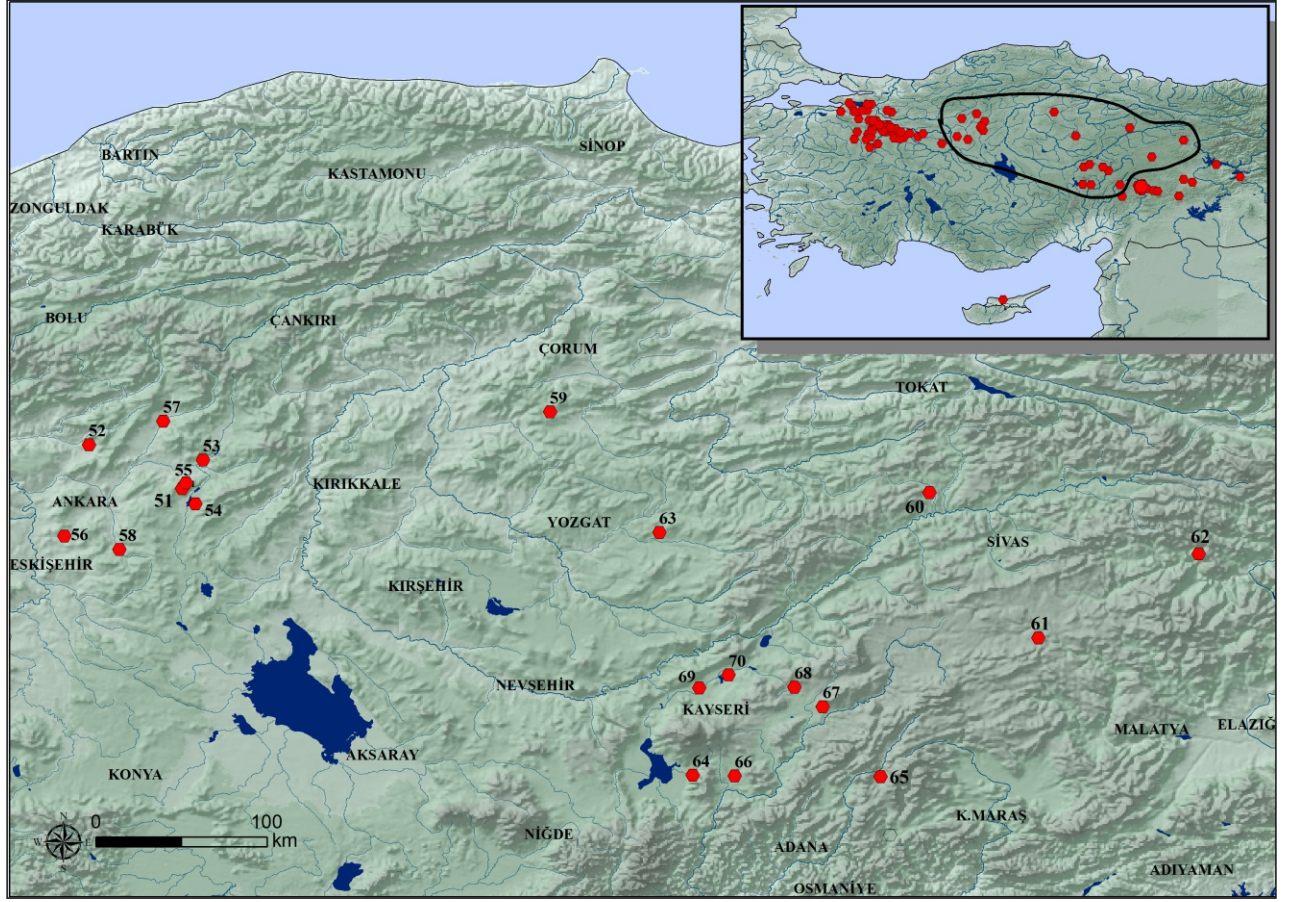 SİNOP
BARTIN
KASTAMONU
ZONGULDAK
KARABÜK
BOLU
ÇANKIRI
ÇORUM
TOKAT
59
57
52
53
55
KIRIKKALE
51
ANKARA
54
60
63
YOZGAT
56
58
SİVAS
62
ESKİŞEHİR
KIRŞEHİR
61
70
69
68
NEVŞEHİR
67
KAYSERİ
ELAZIĞ
MALATYA
AKSARAY
64
66
65
KONYA
K.MARAŞ
0 100
km
N
W E
S
NİĞDE
ADANA
ADIYAMAN
OSMANİYE